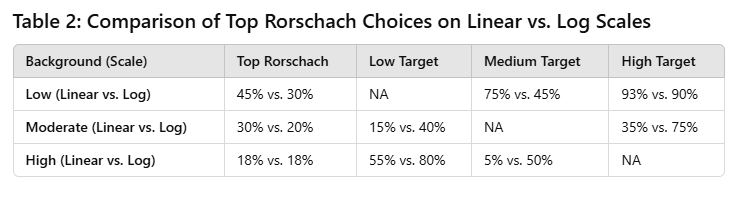 Table 2: Comparison of Top Rorschach Choices on Linear vs. Log Scales
Background (Scale) Top Rorschach Low Target Medium Target High Target
Low (Linear vs. Log) 45% vs. 30% NA 75% vs. 45% 93% vs. 90%
Moderate (Linear vs. Log) 30% vs. 20% 15% vs. 40% NA 35% vs. 75%
High (Linear vs. Log) 18% vs. 18% 55% vs. 80% 5% vs. 50% NA